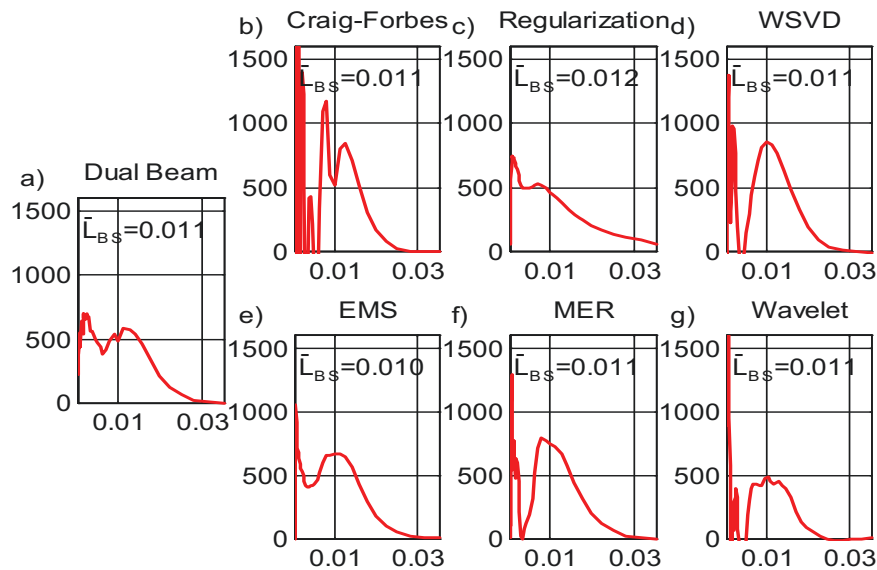 b) Craig-Forbes
1500
1000
500
0
L̄BS=0.011
0.01 0.03
c) Regularization
1500
1000
500
0
L̄BS=0.012
0.01 0.03
d) WSVD
1500
1000
500
0
L̄BS=0.011
0.01 0.03
a) Dual Beam
1500
1000
500
0
L̄BS=0.011
0.01 0.03
e) EMS
1500
1000
500
0
L̄BS=0.010
0.01 0.03
f) MER
1500
1000
500
0
L̄BS=0.011
0.01 0.03
g) Wavelet
1500
1000
500
0
L̄BS=0.011
0.01 0.03